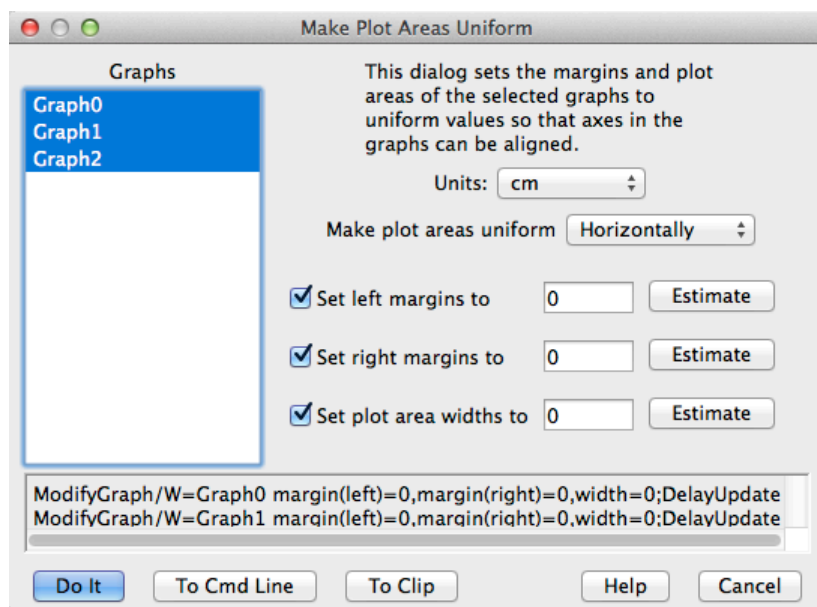 Make Plot Areas Uniform
Graphs
Graph0
Graph1
Graph2
This dialog sets the margins and plot
areas of the selected graphs to
uniform values so that axes in the
graphs can be aligned.
Units: cm
Make plot areas uniform Horizontally
Set left margins to 0 Estimate
Set right margins to 0 Estimate
Set plot area widths to 0 Estimate
ModifyGraph/W=Graph0 margin(left)=0,margin(right)=0,width=0;DelayUpdate
ModifyGraph/W=Graph1 margin(left)=0,margin(right)=0,width=0;DelayUpdate
Do It To Cmd Line To Clip Help Cancel